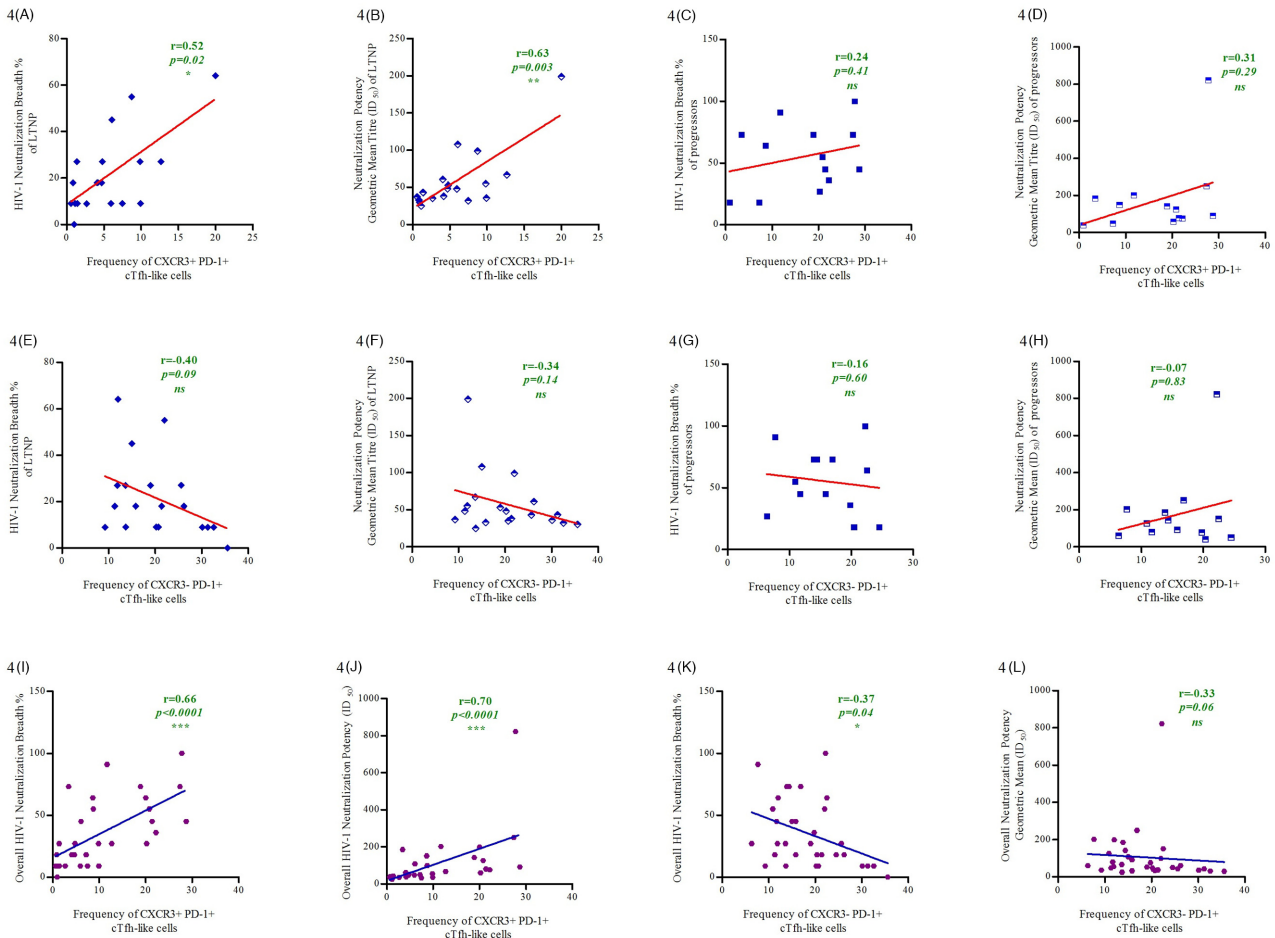 4(A)
r=0.52
p=0.02
*
HIV-1 Neutralization Breadth %
of LTNP
80
60
40
20
0
0 5 10 15 20 25
Frequency of CXCR3+ PD-1+
cTfh-like cells
4(B)
r=0.63
p=0.003
**
Neutralization Potency
Geometric Mean Titre (ID 50) of LTNP
250
200
150
100
50
0
0 5 10 15 20 25
Frequency of CXCR3+ PD-1+
cTfh-like cells
4(C)
r=0.24
p=0.41
ns
HIV-1 Neutralization Breadth %
of progressors
150
100
50
0
0 10 20 30 40
Frequency of CXCR3+ PD-1+
cTfh-like cells
4(D)
r=0.31
p=0.29
ns
Neutralization Potency
Geometric Mean Titre (ID 50) of progressors
1000
800
600
400
200
0
0 10 20 30 40
Frequency of CXCR3+ PD-1+
cTfh-like cells
4(E)
r=-0.40
p=0.09
ns
HIV-1 Neutralization Breadth %
of LTNP
80
60
40
20
0
0 10 20 30 40
Frequency of CXCR3- PD-1+
cTfh-like cells
4(F)
r=-0.34
p=0.14
ns
Neutralization Potency
Geometric Mean Titre (ID 50) of LTNP
250
200
150
100
50
0
0 10 20 30 40
Frequency of CXCR3- PD-1+
cTfh-like cells
4(G)
r=-0.16
p=0.60
ns
HIV-1 Neutralization Breadth %
of progressors
150
100
50
0
0 10 20 30
Frequency of CXCR3- PD-1+
cTfh-like cells
4(H)
r=-0.07
p=0.83
ns
Neutralization Potency
Geometric Mean Titre (ID 50) of progressors
1000
800
600
400
200
0
0 10 20 30
Frequency of CXCR3- PD-1+
cTfh-like cells
4(I)
r=0.66
p<0.0001
***
Overall HIV-1 Neutralization Breadth %
150
100
50
0
0 10 20 30 40
Frequency of CXCR3+ PD-1+
cTfh-like cells
4(J)
r=0.70
p<0.0001
***
Overall HIV-1 Neutralization Potency (ID 50)
1000
800
600
400
200
0
0 10 20 30 40
Frequency of CXCR3+ PD-1+
cTfh-like cells
4(K)
r=-0.37
p=0.04
*
Overall HIV-1 Neutralization Breadth %
150
100
50
0
0 10 20 30 40
Frequency of CXCR3- PD-1+
cTfh-like cells
4(L)
r=-0.33
p=0.06
ns
Overall Neutralization Potency
Geometric Mean (ID 50)
1000
800
600
400
200
0
0 10 20 30 40
Frequency of CXCR3- PD-1+
cTfh-like cells